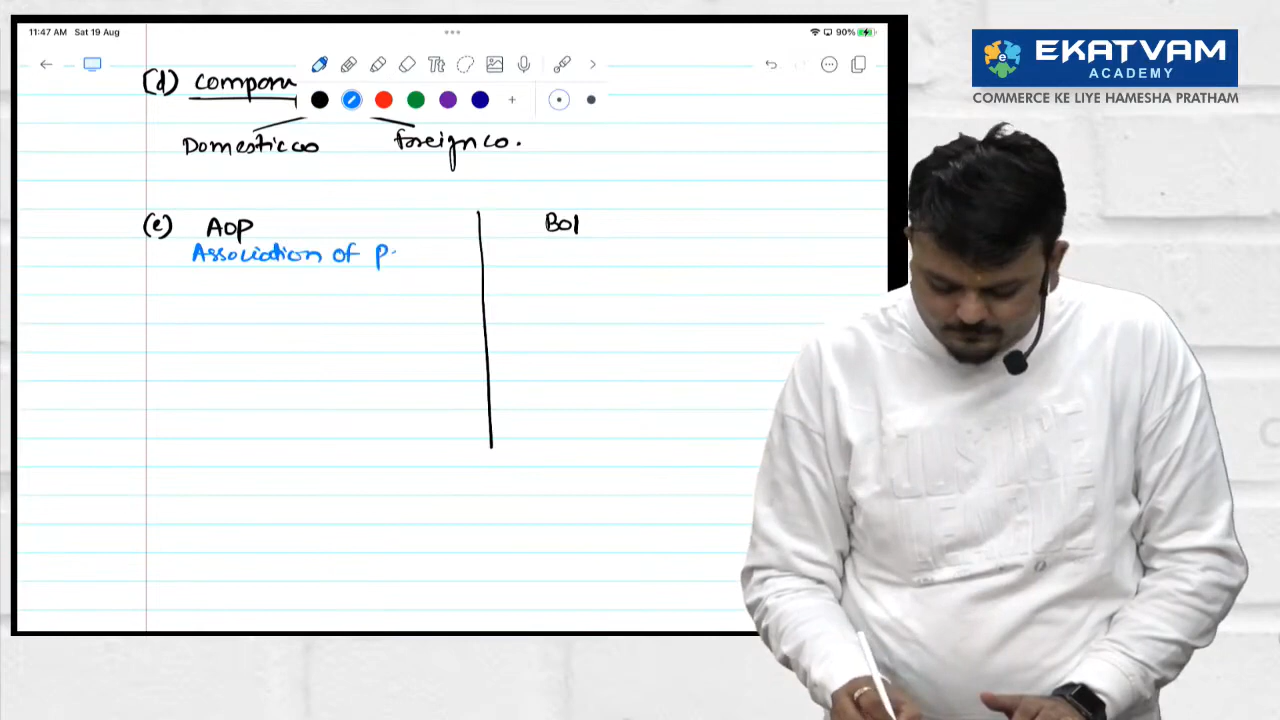 11:47 AM Sat 19 Aug
90%
EKATVAM
ACADEMY
COMMERCE KE LIYE HAMESHA PRATHAM
Tt
(d) Compan
Domestic co
foreign co.
(e) AOP
BOI
Association of p